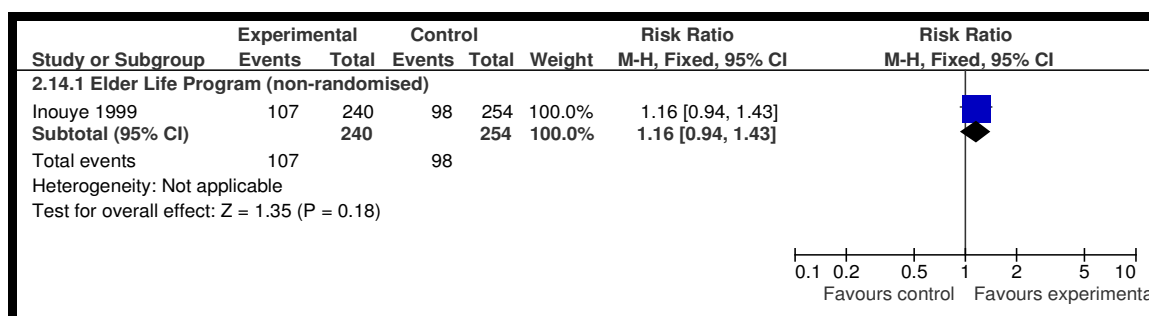 Experimental Control Risk Ratio Risk Ratio
Study or Subgroup Events Total Events Total Weight M-H, Fixed, 95% CI M-H, Fixed, 95% CI
2.14.1 Elder Life Program (non-randomised)
Inouye 1999 107 240 98 254 100.0% 1.16 [0.94, 1.43]
Subtotal (95% CI) 240 254 100.0% 1.16 [0.94, 1.43]
Total events 107 98
Heterogeneity: Not applicable
Test for overall effect: Z = 1.35 (P = 0.18)
0.1 0.2 0.5 1 2 5 10
Favours control Favours experimenta